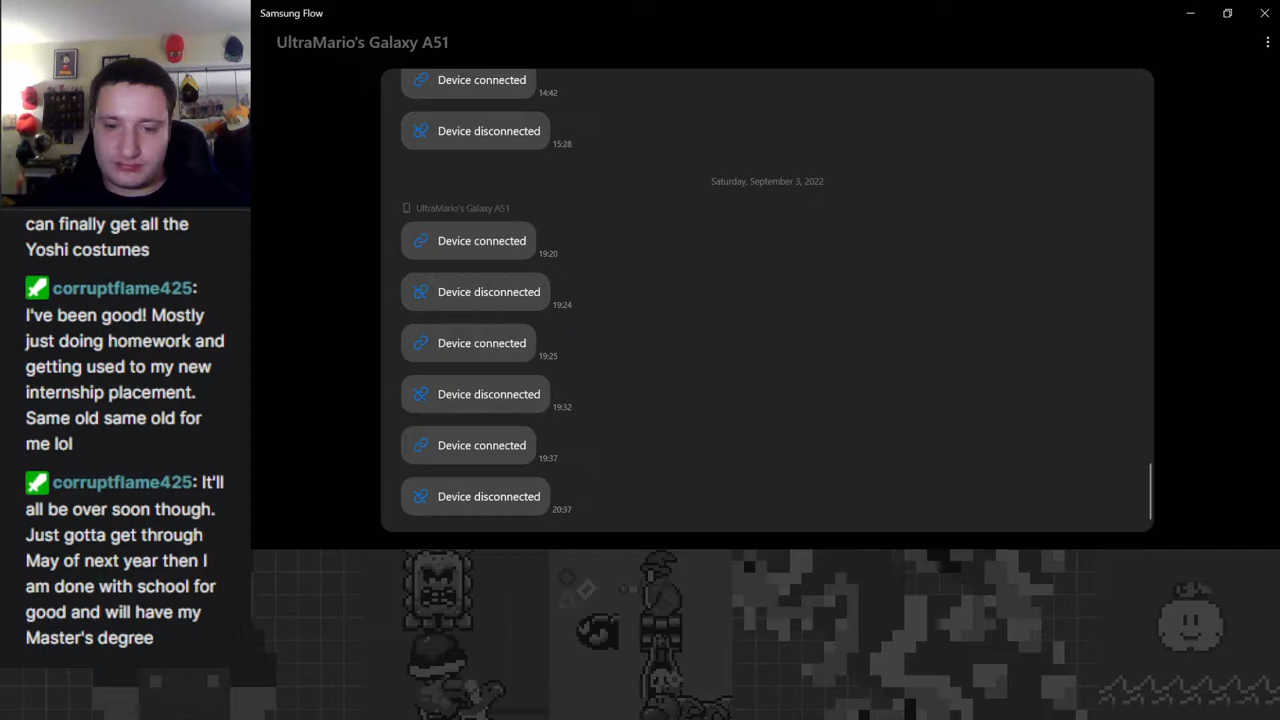 Samsung Flow
UltraMario's Galaxy A51
Device connected
14:42
Device disconnected
15:28
Saturday, September 3, 2022
UltraMario's Galaxy A51
Device connected
19:20
Device disconnected
19:24
Device connected
19:25
Device disconnected
19:32
Device connected
19:37
Device disconnected
20:37
can finally get all the
Yoshi costumes
corruptflame425:
I've been good! Mostly
just doing homework and
getting used to my new
internship placement.
Same old same old for
me lol
corruptflame425: It'll
all be over soon though.
Just gotta get through
May of next year then I
am done with school for
good and will have my
Master's degree